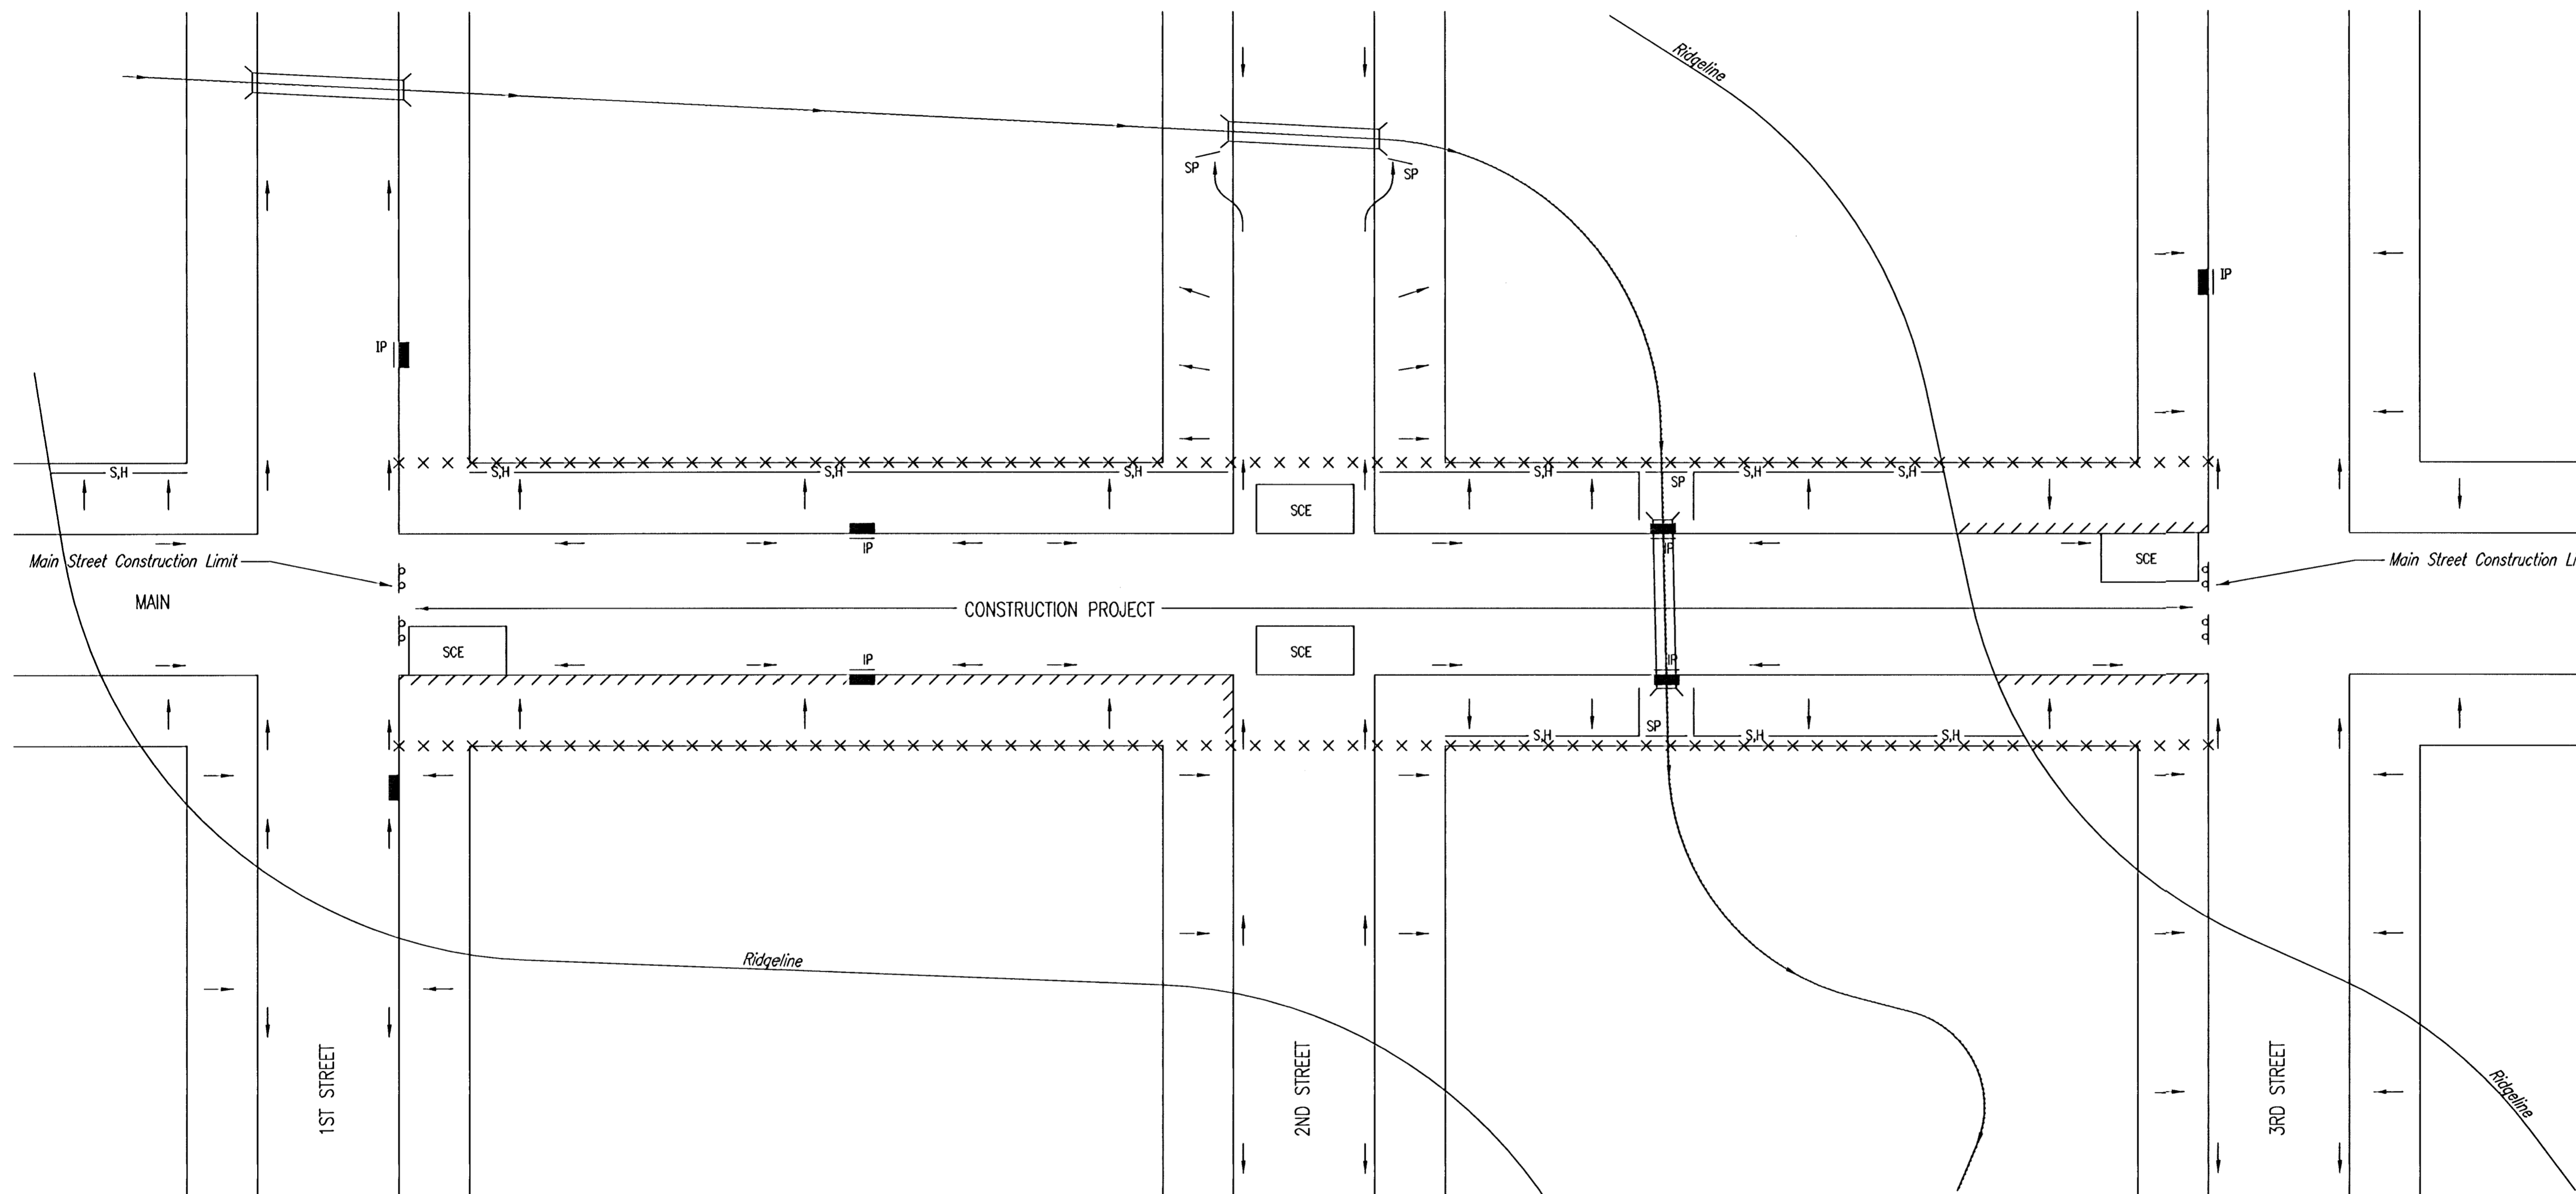 Ridgeline
SP
SP
IP
IP
S,H
S,H
S,H
S,H
S,H
S,H
S,H
SP
SCE
Main Street Construction Limit
IP
IP
SCE
Main Street Construction Li
MAIN
CONSTRUCTION PROJECT
SCE
IP
SCE
IP
SP
S,H
S,H
S,H
Ridgeline
1ST STREET
2ND STREET
3RD STREET
Ridgeline